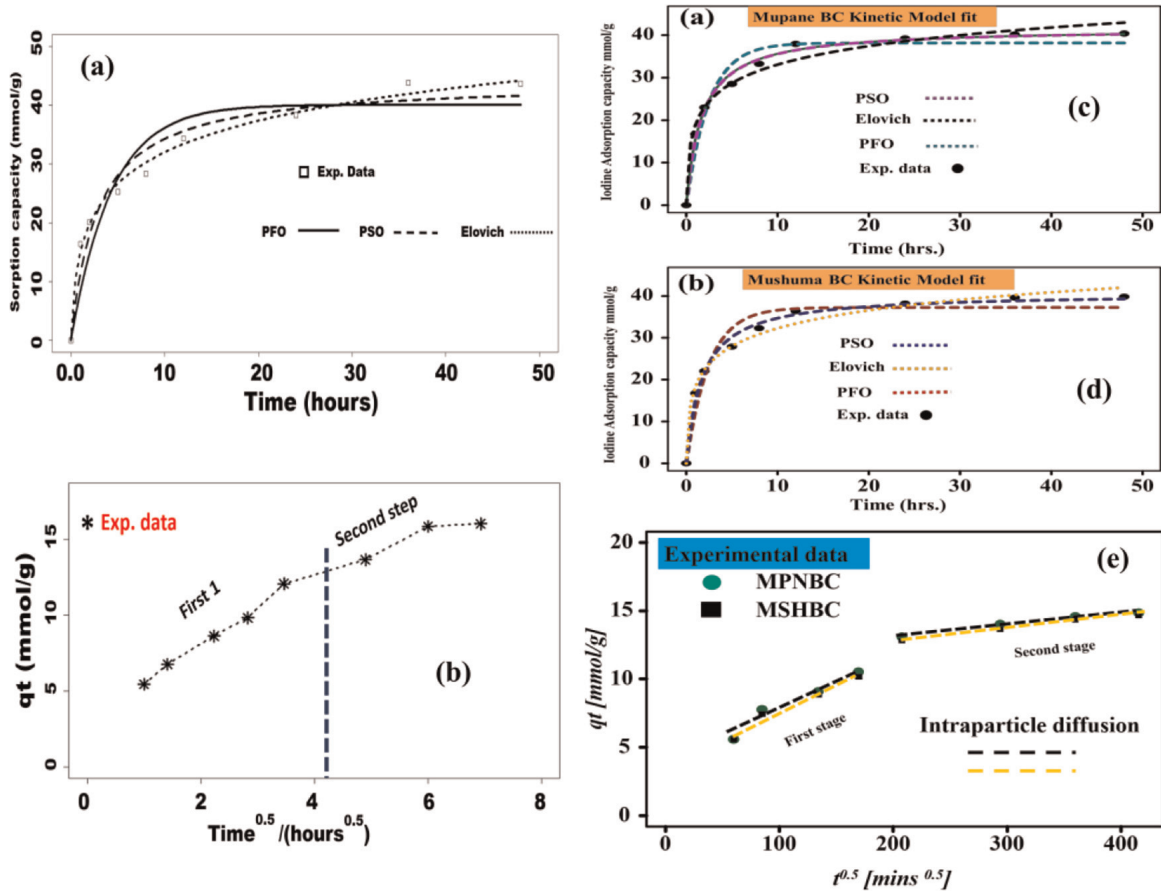 (a)
Sorption capacity (mmol/g)
50
40
30
20
10
0
Exp. Data
PFO
PSO
Elovich
0.0
10
20
30
40
50
Time (hours)
(a)
Mupane BC Kinetic Model fit
Iodine Adsorption capacity mmol/g
40
30
20
10
0
PSO
Elovich
PFO
Exp. data
(c)
0
10
20
30
40
50
Time (hrs.)
(b)
Mushuma BC Kinetic Model fit
Iodine Adsorption capacity mmol/g
40
30
20
10
0
PSO
Elovich
PFO
Exp. data
(d)
0
10
20
30
40
50
Time (hrs.)
Exp. data
qt (mmol/g)
15
10
5
0
First 1
Second step
(b)
0
2
4
6
8
Time^0.5 /(hours^0.5)
Experimental data
MPNBC
MSHBC
(e)
qt [mmol/g]
20
15
10
5
0
First stage
Second stage
Intraparticle diffusion
0
100
200
300
400
t^0.5 [mins ^0.5]